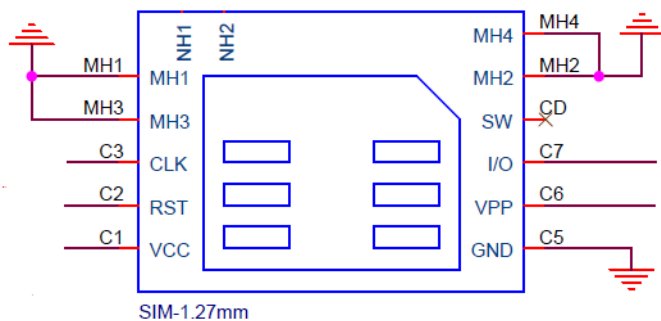 NH1 NH2
MH4
MH4
MH1
MH1
MH2
MH2
MH3
MH3
SW
CD
C3
CLK
I/O
C7
C2
RST
VPP
C6
C1
VCC
GND
C5
SIM-1.27mm